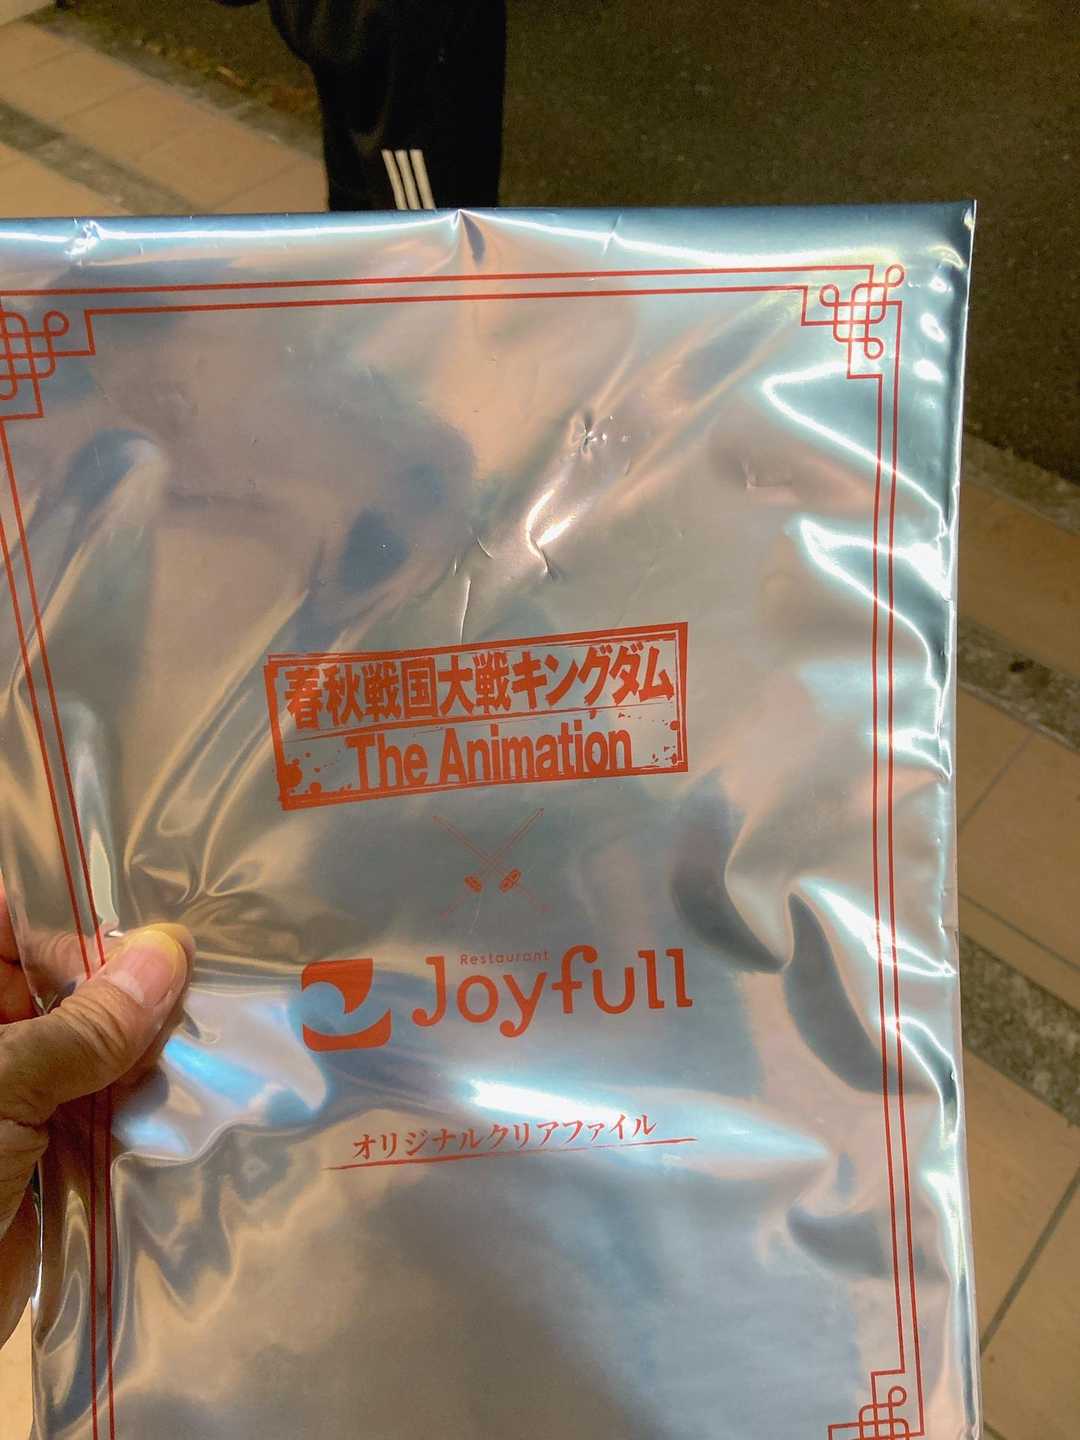 春秋戦国大戦キングダム
The Animation
Restaurant
Joyfull
オリジナルクリアファイル